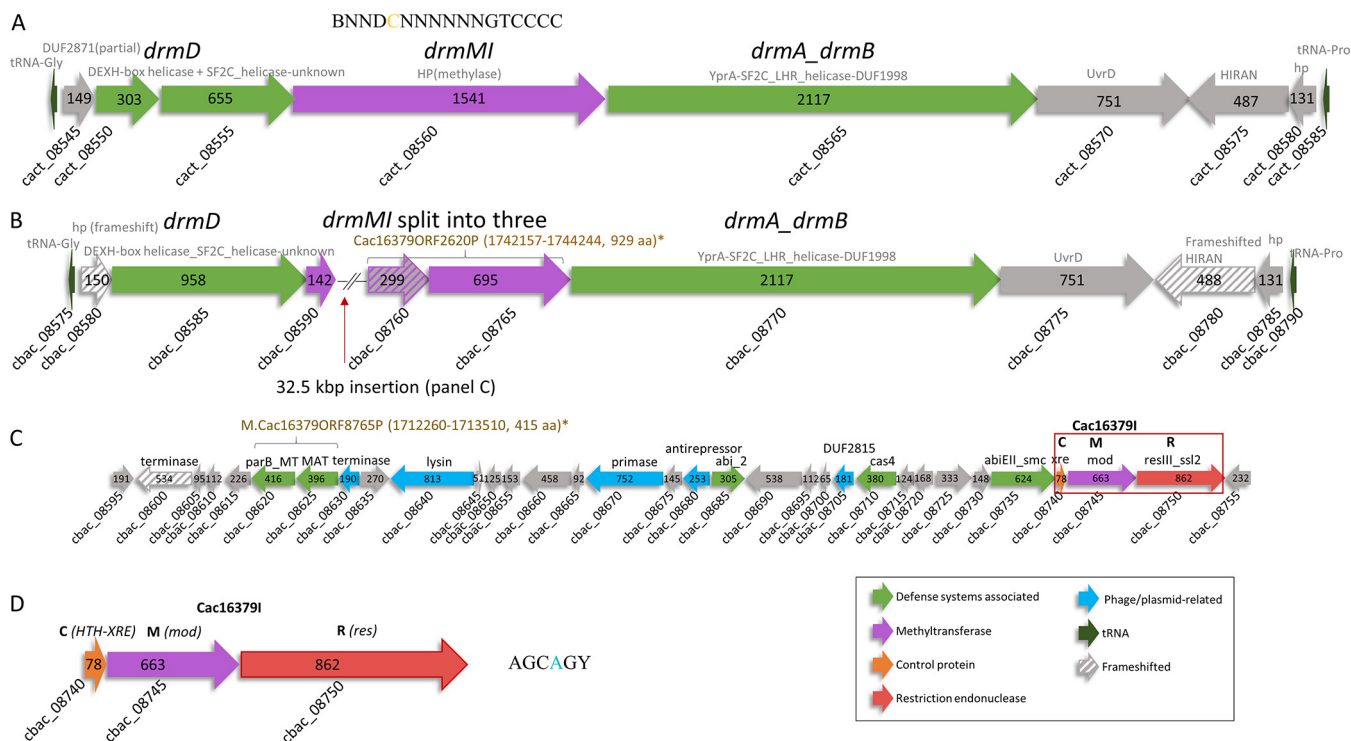 A
BNNDCNNNNNNGTCCCC
DUF2871(partial)
drmD
drmMI
drmA_drmB
tRNA-Pro
tRNA-Gly
DEXH-box helicase + SF2C_helicase-unknown
HP(methylase)
YprA-SF2C_LHR_helicase-DUF1998
UvrD
HIRAN
hp
149 303 655 1541 2117 751 487 131
cact_08545 cact_08550 cact_08555 cact_08560 cact_08565 cact_08570 cact_08575 cact_08580 cact_08585
B
hp (frameshift)
drmD
drmMI split into three
drmA_drmB
tRNA-Gly
DEXH-box helicase_SF2C_helicase-unknown
Cac16379ORF2620P (1742157-1744244, 929 aa)*
YprA-SF2C_LHR_helicase-DUF1998
UvrD
Frameshifted
HIRAN
hp
tRNA-Pro
150 958 142 299 695 2117 751 488 131
cbac_08575 cbac_08580 cbac_08585 cbac_08590 cbac_08760 cbac_08765 cbac_08770 cbac_08775 cbac_08780 cbac_08785 cbac_08790
32.5 kbp insertion (panel C)
C
M.Cac16379ORF8765P (1712260-1713510, 415 aa)*
Cac16379I
terminase parB_MT MAT terminase lysin primase antirepressor abi_2 DUF2815 cas4 abiEII_smc xre
C M R
mod resIII_ssl2
191 534 95 112 226 416 396 190 270 813 51 125 153 458 92 752 145 253 305 538 112 65 181 380 124 168 333 148 624 78 663 862 232
cbac_08595 cbac_08600 cbac_08605 cbac_08610 cbac_08615 cbac_08620 cbac_08625 cbac_08630 cbac_08635 cbac_08640 cbac_08645 cbac_08650 cbac_08655 cbac_08660 cbac_08665 cbac_08670 cbac_08675 cbac_08680 cbac_08685 cbac_08690 cbac_08695 cbac_08700 cbac_08705 cbac_08710 cbac_08715 cbac_08720 cbac_08725 cbac_08730 cbac_08735 cbac_08740 cbac_08745 cbac_08750 cbac_08755
D
Cac16379I
C (HTH-XRE) M (mod) R (res)
78 663 862
AGCAGY
cbac_08740 cbac_08745 cbac_08750
Defense systems associated
Methyltransferase
Control protein
Restriction endonuclease
Phage/plasmid-related
tRNA
Frameshifted